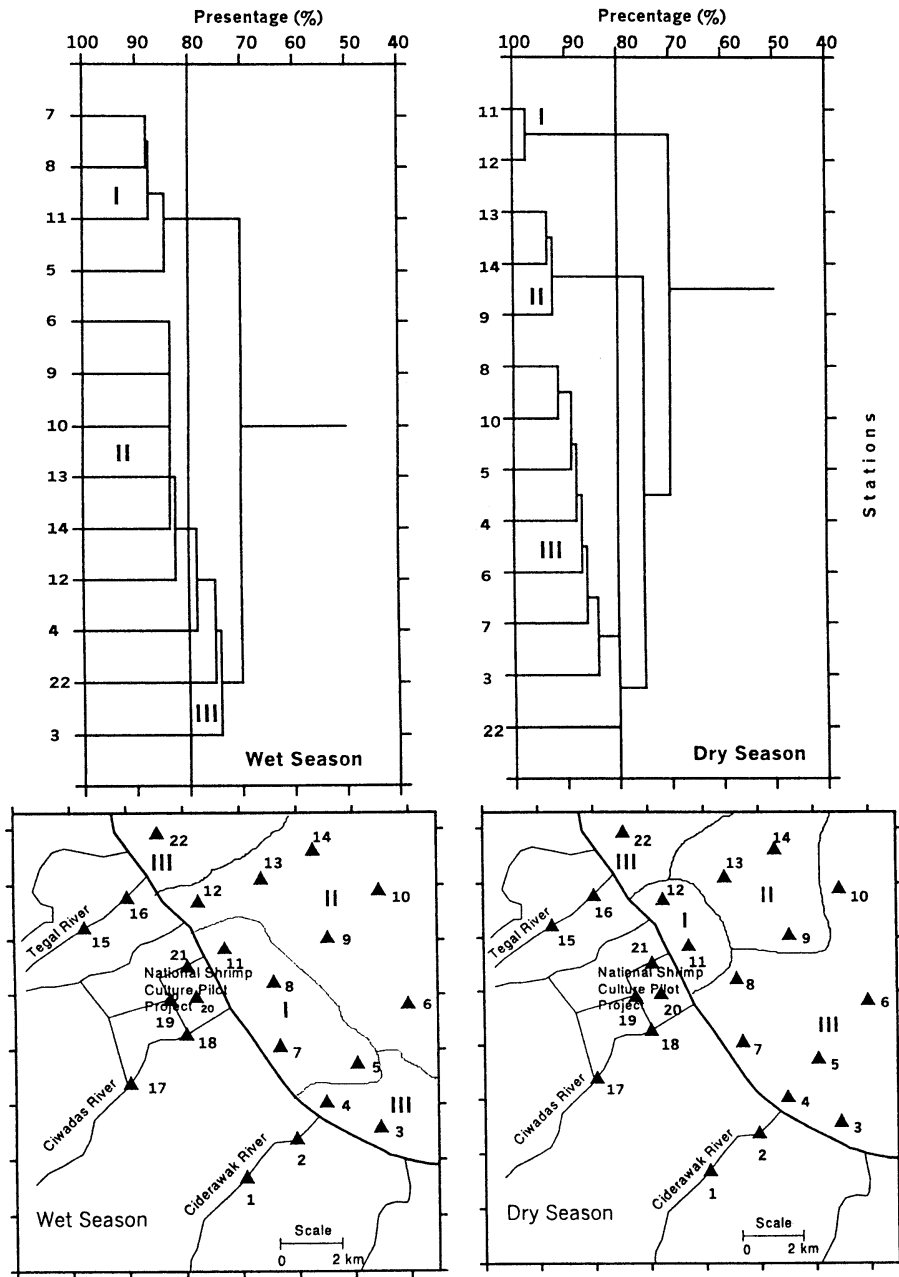 Presentage (%)
100 90 80 70 60 50 40
7
8
I
11
5
6
9
10
II
13
14
12
4
22
III
3
Wet Season
Precentage (%)
100 90 80 70 60 50 40
11
I
12
13
14
II
9
8
10
5
4
III
6
7
3
22
Dry Season
Stations
22
III
14
13
12
II
10
16
15
Tegal River
9
11
21
National Shrimp
Culture Pilot
Project
20
19
18
8
I
6
7
5
17
Ciwadas River
4
III
3
Ciderawak River
2
1
Wet Season
Scale
0 2 km
22
III
14
13
12
II
10
I
16
15
Tegal River
9
11
21
National Shrimp
Culture Pilot
Project
20
19
18
8
6
III
7
5
17
Ciwadas River
4
3
Ciderawak River
2
1
Dry Season
Scale
0 2 km